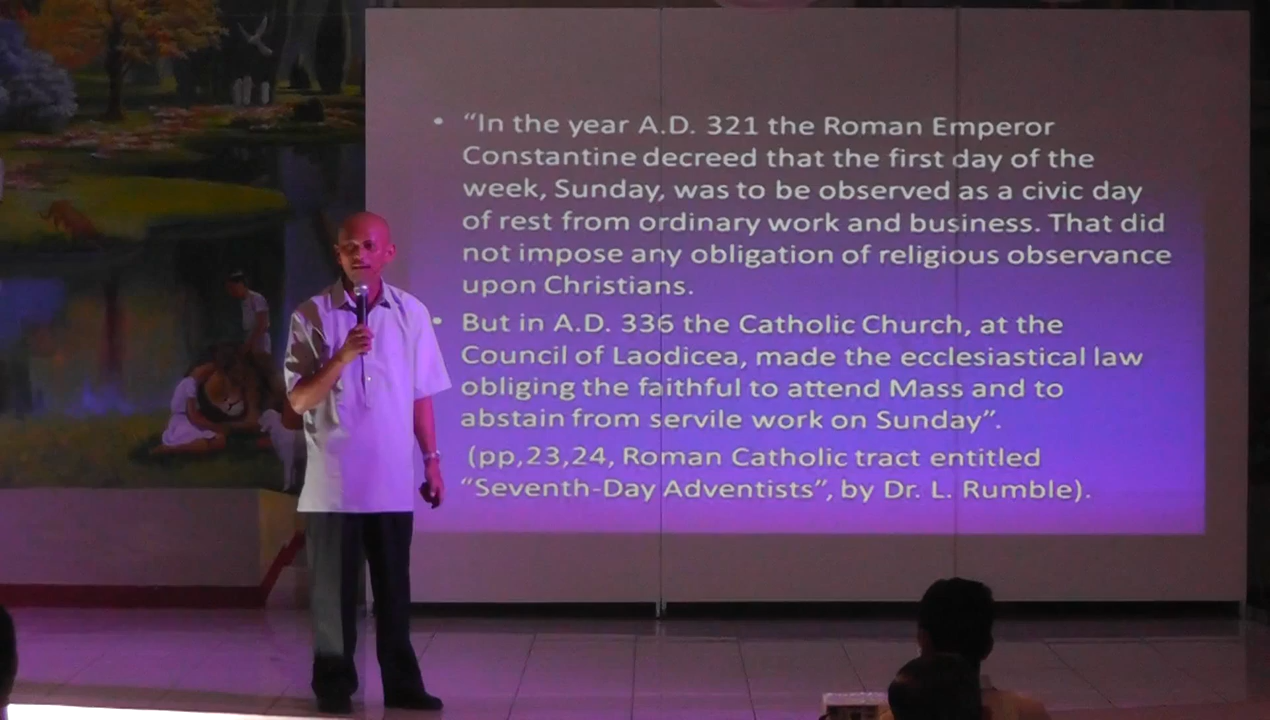 • “In the year A.D. 321 the Roman Emperor
Constantine decreed that the first day of the
week, Sunday, was to be observed as a civic day
of rest from ordinary work and business. That did
not impose any obligation of religious observance
upon Christians.
• But in A.D. 336 the Catholic Church, at the
Council of Laodicea, made the ecclesiastical law
obliging the faithful to attend Mass and to
abstain from servile work on Sunday”.
(pp,23,24, Roman Catholic tract entitled
“Seventh-Day Adventists”, by Dr. L. Rumble).